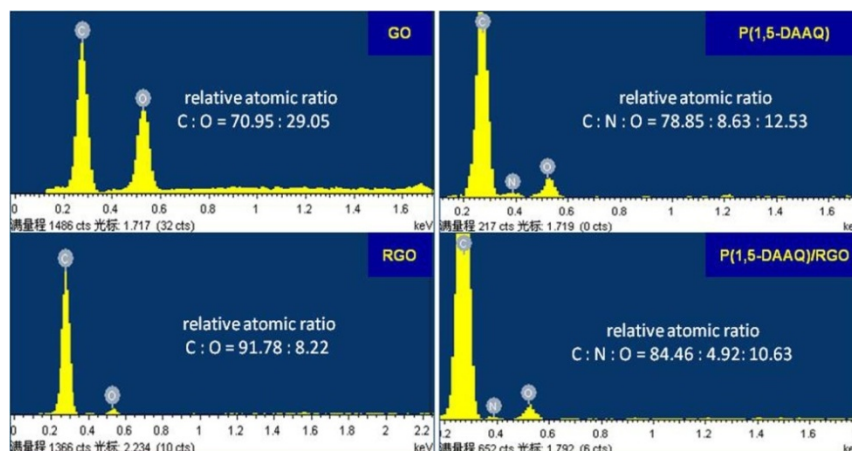 C
O
GO
relative atomic ratio
C : O = 70.95 : 29.05
0 0.2 0.4 0.6 0.8 1 1.2 1.4 1.6
满量程 1486 cts 光标: 1.717 (32 cts) keV
C
N
O
P(1,5-DAAQ)
relative atomic ratio
C : N : O = 78.85 : 8.63 : 12.53
0.2 0.4 0.6 0.8 1 1.2 1.4 1.6
满量程 217 cts 光标: 1.719 (0 cts) ke
C
O
RGO
relative atomic ratio
C : O = 91.78 : 8.22
0 0.2 0.4 0.6 0.8 1 1.2 1.4 1.6 1.8 2 2.2
满量程 1366 cts 光标: 2.234 (10 cts) keV
C
N
O
P(1,5-DAAQ)/RGO
relative atomic ratio
C : N : O = 84.46 : 4.92 : 10.63
0.2 0.4 0.6 0.8 1 1.2 1.4 1.6
满量程 652 cts 光标: 1.792 (6 cts) keV